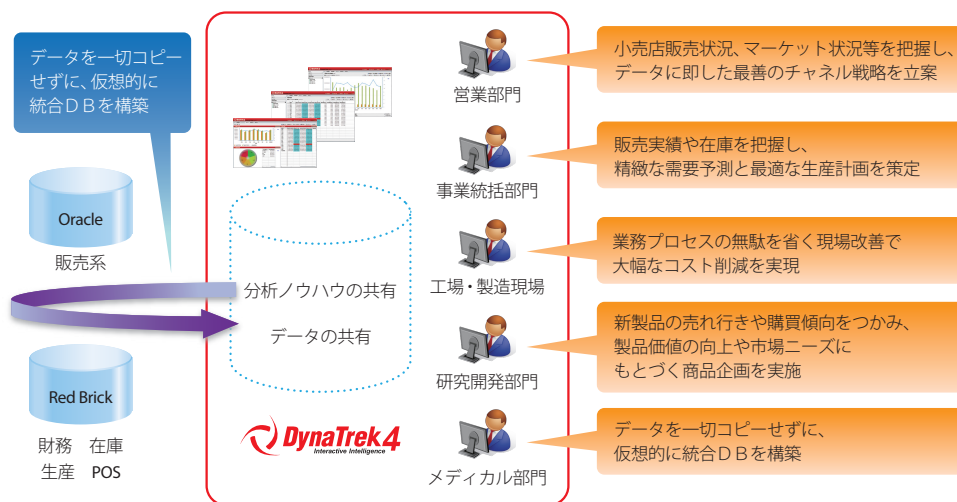 データを一切コピー
せずに、仮想的に
統合ＤＢを構築
Oracle
販売系
Red Brick
財務　在庫
生産　POS
分析ノウハウの共有
データの共有
DynaTrek4
Interactive Intelligence
営業部門
小売店販売状況、マーケット状況等を把握し、
データに即した最善のチャネル戦略を立案
事業統括部門
販売実績や在庫を把握し、
精緻な需要予測と最適な生産計画を策定
工場・製造現場
業務プロセスの無駄を省く現場改善で
大幅なコスト削減を実現
研究開発部門
新製品の売れ行きや購買傾向をつかみ、
製品価値の向上や市場ニーズに
もとづく商品企画を実施
メディカル部門
データを一切コピーせずに、
仮想的に統合ＤＢを構築